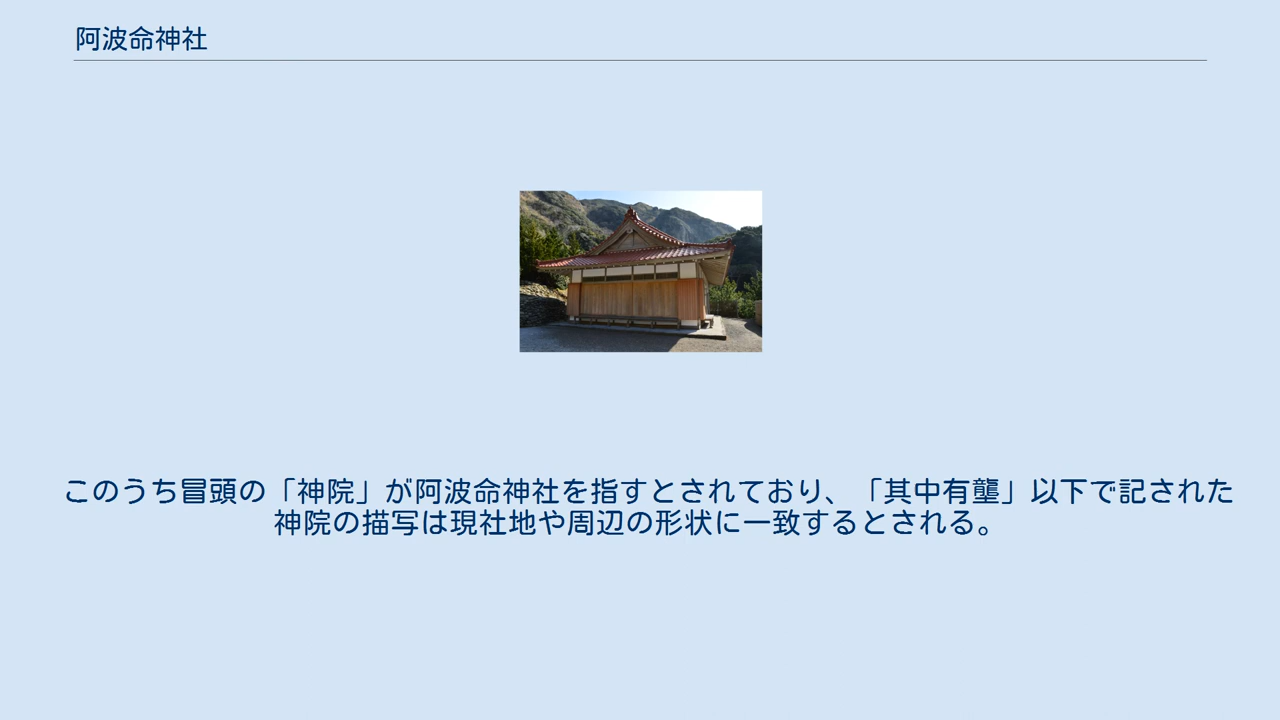 阿波命神社
このうち冒頭の「神院」が阿波命神社を指すとされており、「其中有壟」以下で記された
神院の描写は現社地や周辺の形状に一致するとされる。